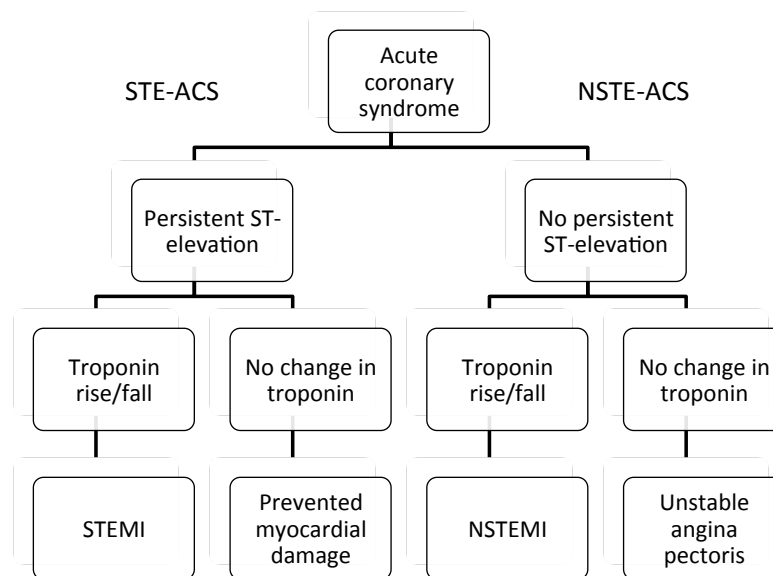 Acute
coronary
syndrome
STE-ACS
NSTE-ACS
Persistent ST-
elevation
No persistent
ST-elevation
Troponin
rise/fall
No change in
troponin
Troponin
rise/fall
No change in
troponin
STEMI
Prevented
myocardial
damage
NSTEMI
Unstable
angina
pectoris